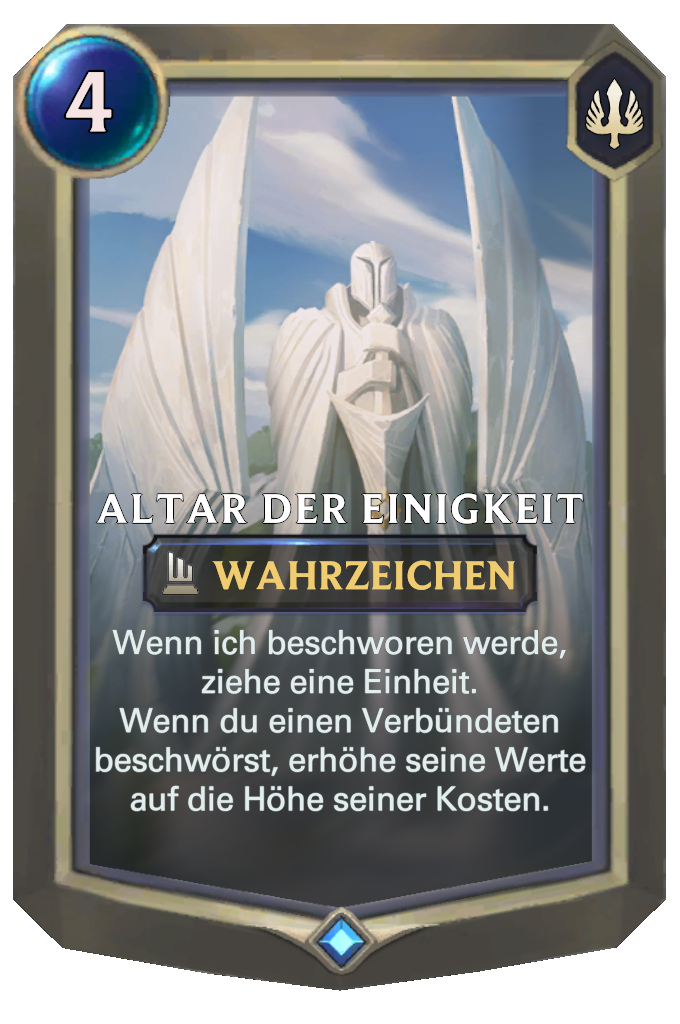 4
ALTAR DER EINIGKEIT
WAHRZEICHEN
Wenn ich beschworen werde,
ziehe eine Einheit.
Wenn du einen Verbündeten
beschwörst, erhöhe seine Werte
auf die Höhe seiner Kosten.